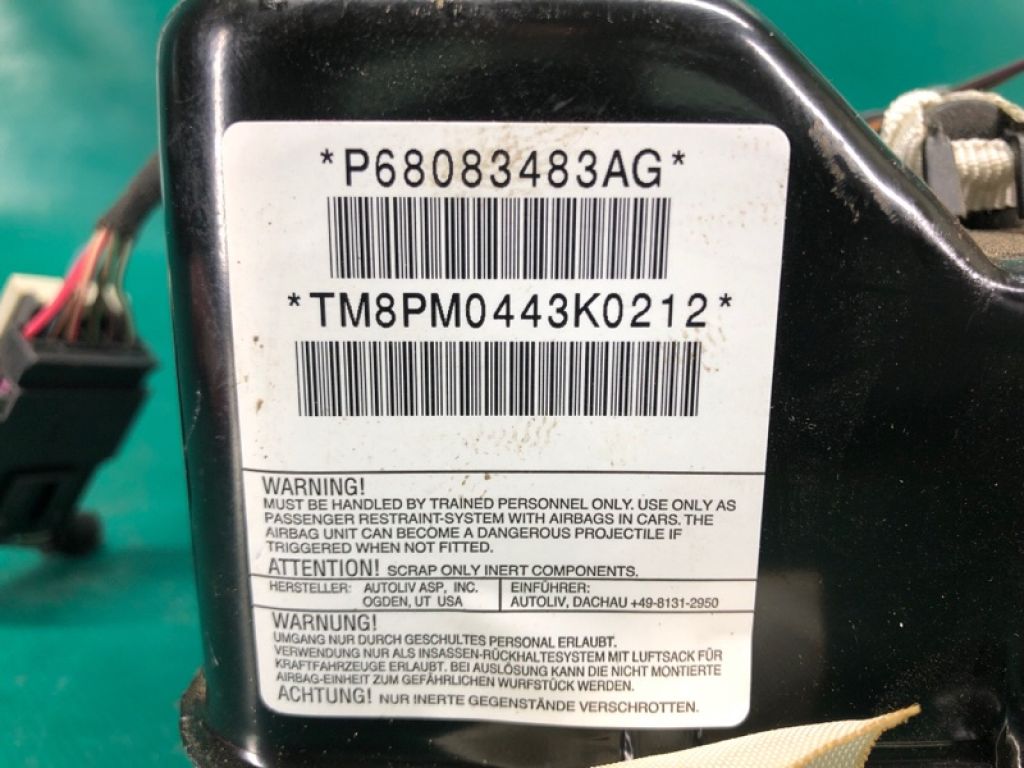 *P68083483AG*
*TM8PM0443K0212*
WARNING!
MUST BE HANDLED BY TRAINED PERSONNEL ONLY. USE ONLY AS
PASSENGER RESTRAINT-SYSTEM WITH AIRBAGS IN CARS. THE
AIRBAG UNIT CAN BECOME A DANGEROUS PROJECTILE IF
TRIGGERED WHEN NOT FITTED.
ATTENTION! SCRAP ONLY INERT COMPONENTS.
HERSTELLER: AUTOLIV ASP, INC.
OGDEN, UT USA
EINFÜHRER:
AUTOLIV, DACHAU +49-8131-2950
WARNUNG!
UMGANG NUR DURCH GESCHULTES PERSONAL ERLAUBT.
VERWENDUNG NUR ALS INSASSEN-RÜCKHALTESYSTEM MIT LUFTSACK FÜR
KRAFTFAHRZEUGE ERLAUBT. BEI AUSLÖSUNG KANN DIE NICHT MONTIERTE
AIRBAG-EINHEIT ZUM GEFÄHRLICHEN WURFSTÜCK WERDEN.
ACHTUNG! NUR INERTE GEGENSTÄNDE VERSCHROTTEN.